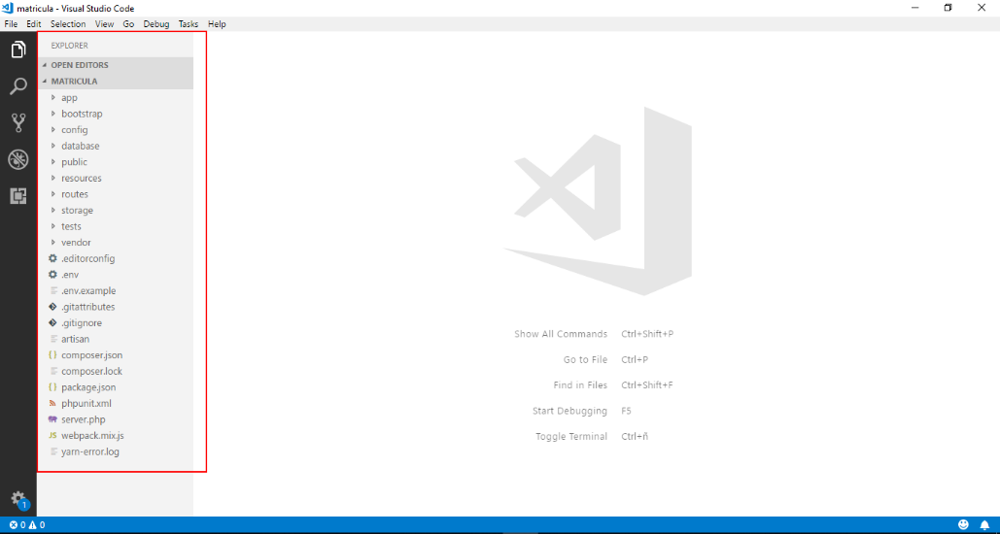 matricula - Visual Studio Code
File Edit Selection View Go Debug Tasks Help
EXPLORER
OPEN EDITORS
MATRICULA
app
bootstrap
config
database
public
resources
routes
storage
tests
vendor
.editorconfig
.env
.env.example
.gitattributes
.gitignore
artisan
{ } composer.json
composer.lock
{ } package.json
phpunit.xml
server.php
JS webpack.mix.js
yarn-error.log
Show All Commands Ctrl+Shift+P
Go to File Ctrl+P
Find in Files Ctrl+Shift+F
Start Debugging F5
Toggle Terminal Ctrl+ñ
1
0 0